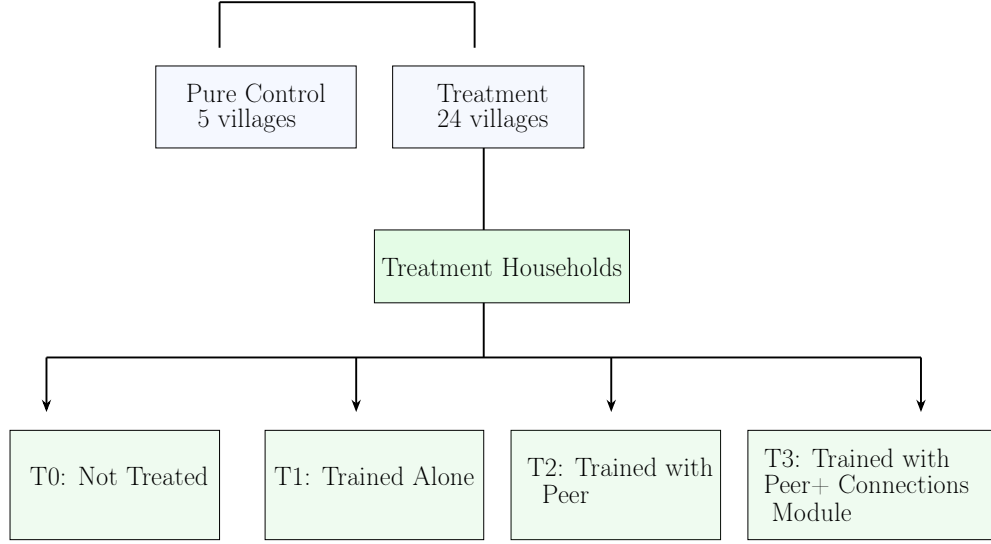 Pure Control
5 villages
Treatment
24 villages
Treatment Households
T0: Not Treated
T1: Trained Alone
T2: Trained with
Peer
T3: Trained with
Peer+ Connections
Module